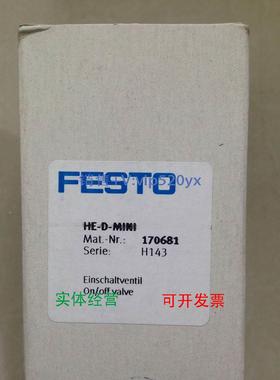 FESTO
HE-D-MINI
Mat.-Nr.: 170681
Serie: H143
Einschaltventil
On/off valve
实体经营 可开发票